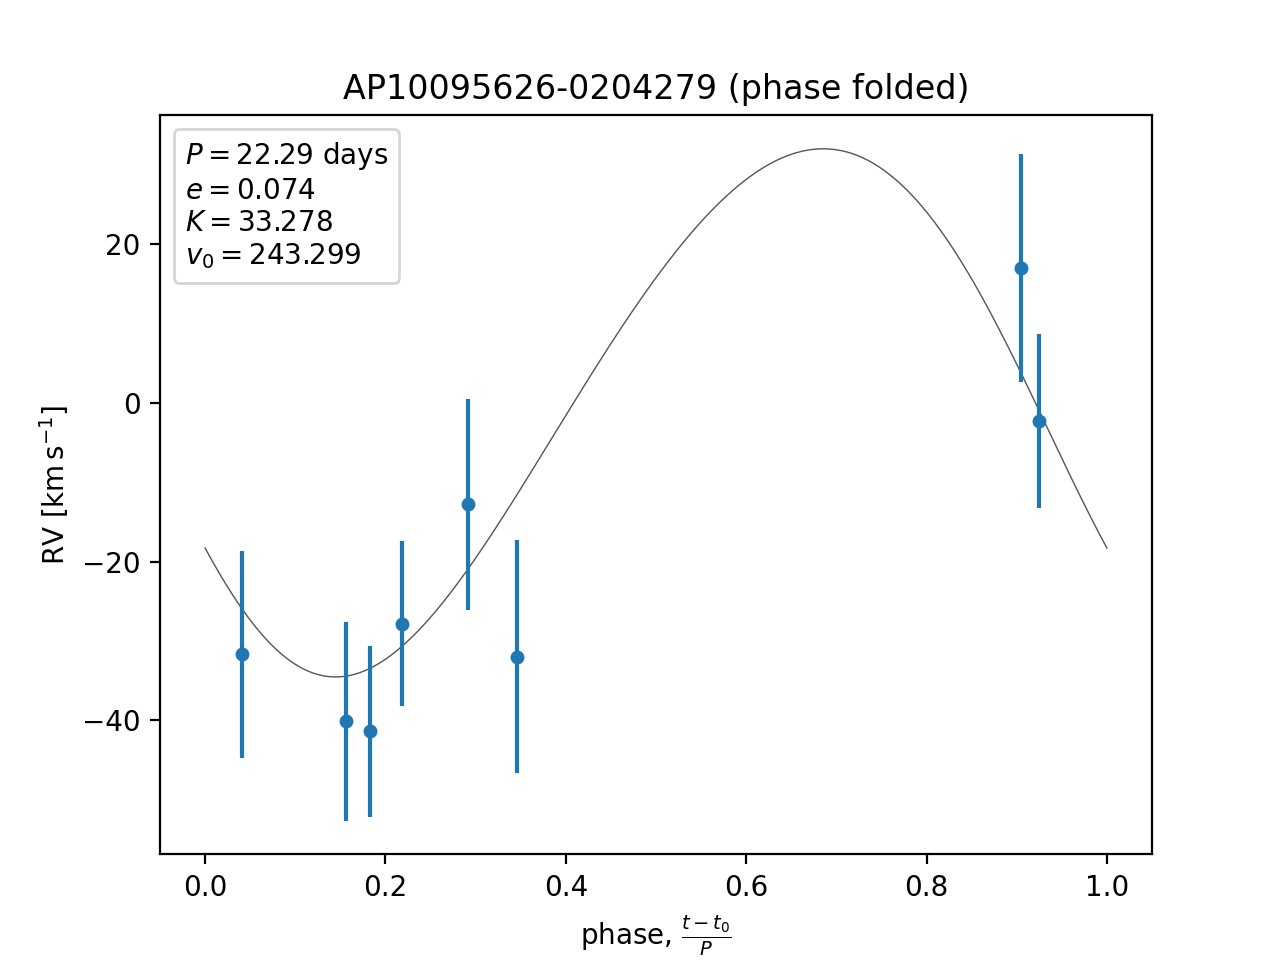 AP10095626-0204279 (phase folded)
P = 22.29 days
e = 0.074
K = 33.278
v₀ = 243.299
RV [km s⁻¹]
20
0
−20
−40
0.0 0.2 0.4 0.6 0.8 1.0
phase, (t − t₀)/P